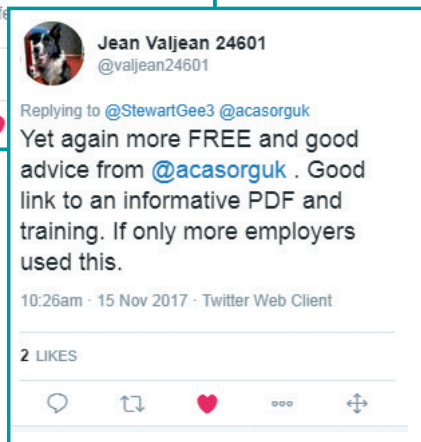 Jean Valjean 24601
@valjean24601
Replying to @StewartGee3 @acasorguk
Yet again more FREE and good
advice from @acasorguk . Good
link to an informative PDF and
training. If only more employers
used this.
10:26am · 15 Nov 2017 · Twitter Web Client
2 LIKES